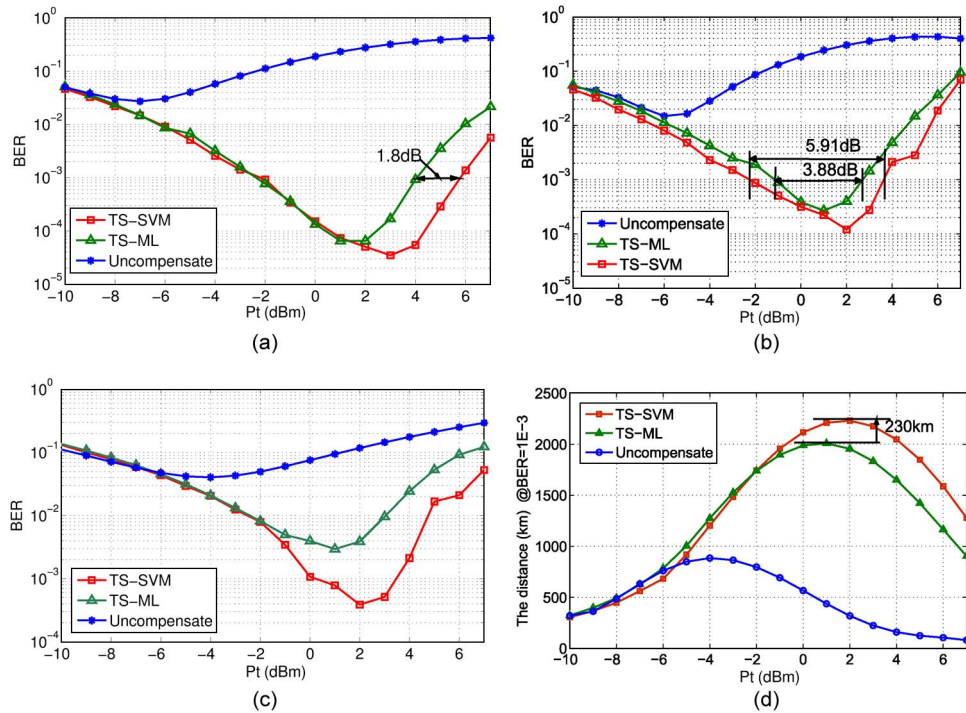 BER
10^0
10^-1
10^-2
10^-3
10^-4
10^-5
1.8dB
TS-SVM
TS-ML
Uncompensate
-10 -8 -6 -4 -2 0 2 4 6
Pt (dBm)
(a)
BER
10^0
10^-1
10^-2
10^-3
10^-4
10^-5
5.91dB
3.88dB
Uncompensate
TS-ML
TS-SVM
-10 -8 -6 -4 -2 0 2 4 6
Pt (dBm)
(b)
BER
10^0
10^-1
10^-2
10^-3
10^-4
TS-SVM
TS-ML
Uncompensate
-10 -8 -6 -4 -2 0 2 4 6
Pt (dBm)
(c)
The distance (km) @BER=1E-3
2500
2000
1500
1000
500
0
TS-SVM
TS-ML
Uncompensate
230km
-10 -8 -6 -4 -2 0 2 4 6
Pt (dBm)
(d)